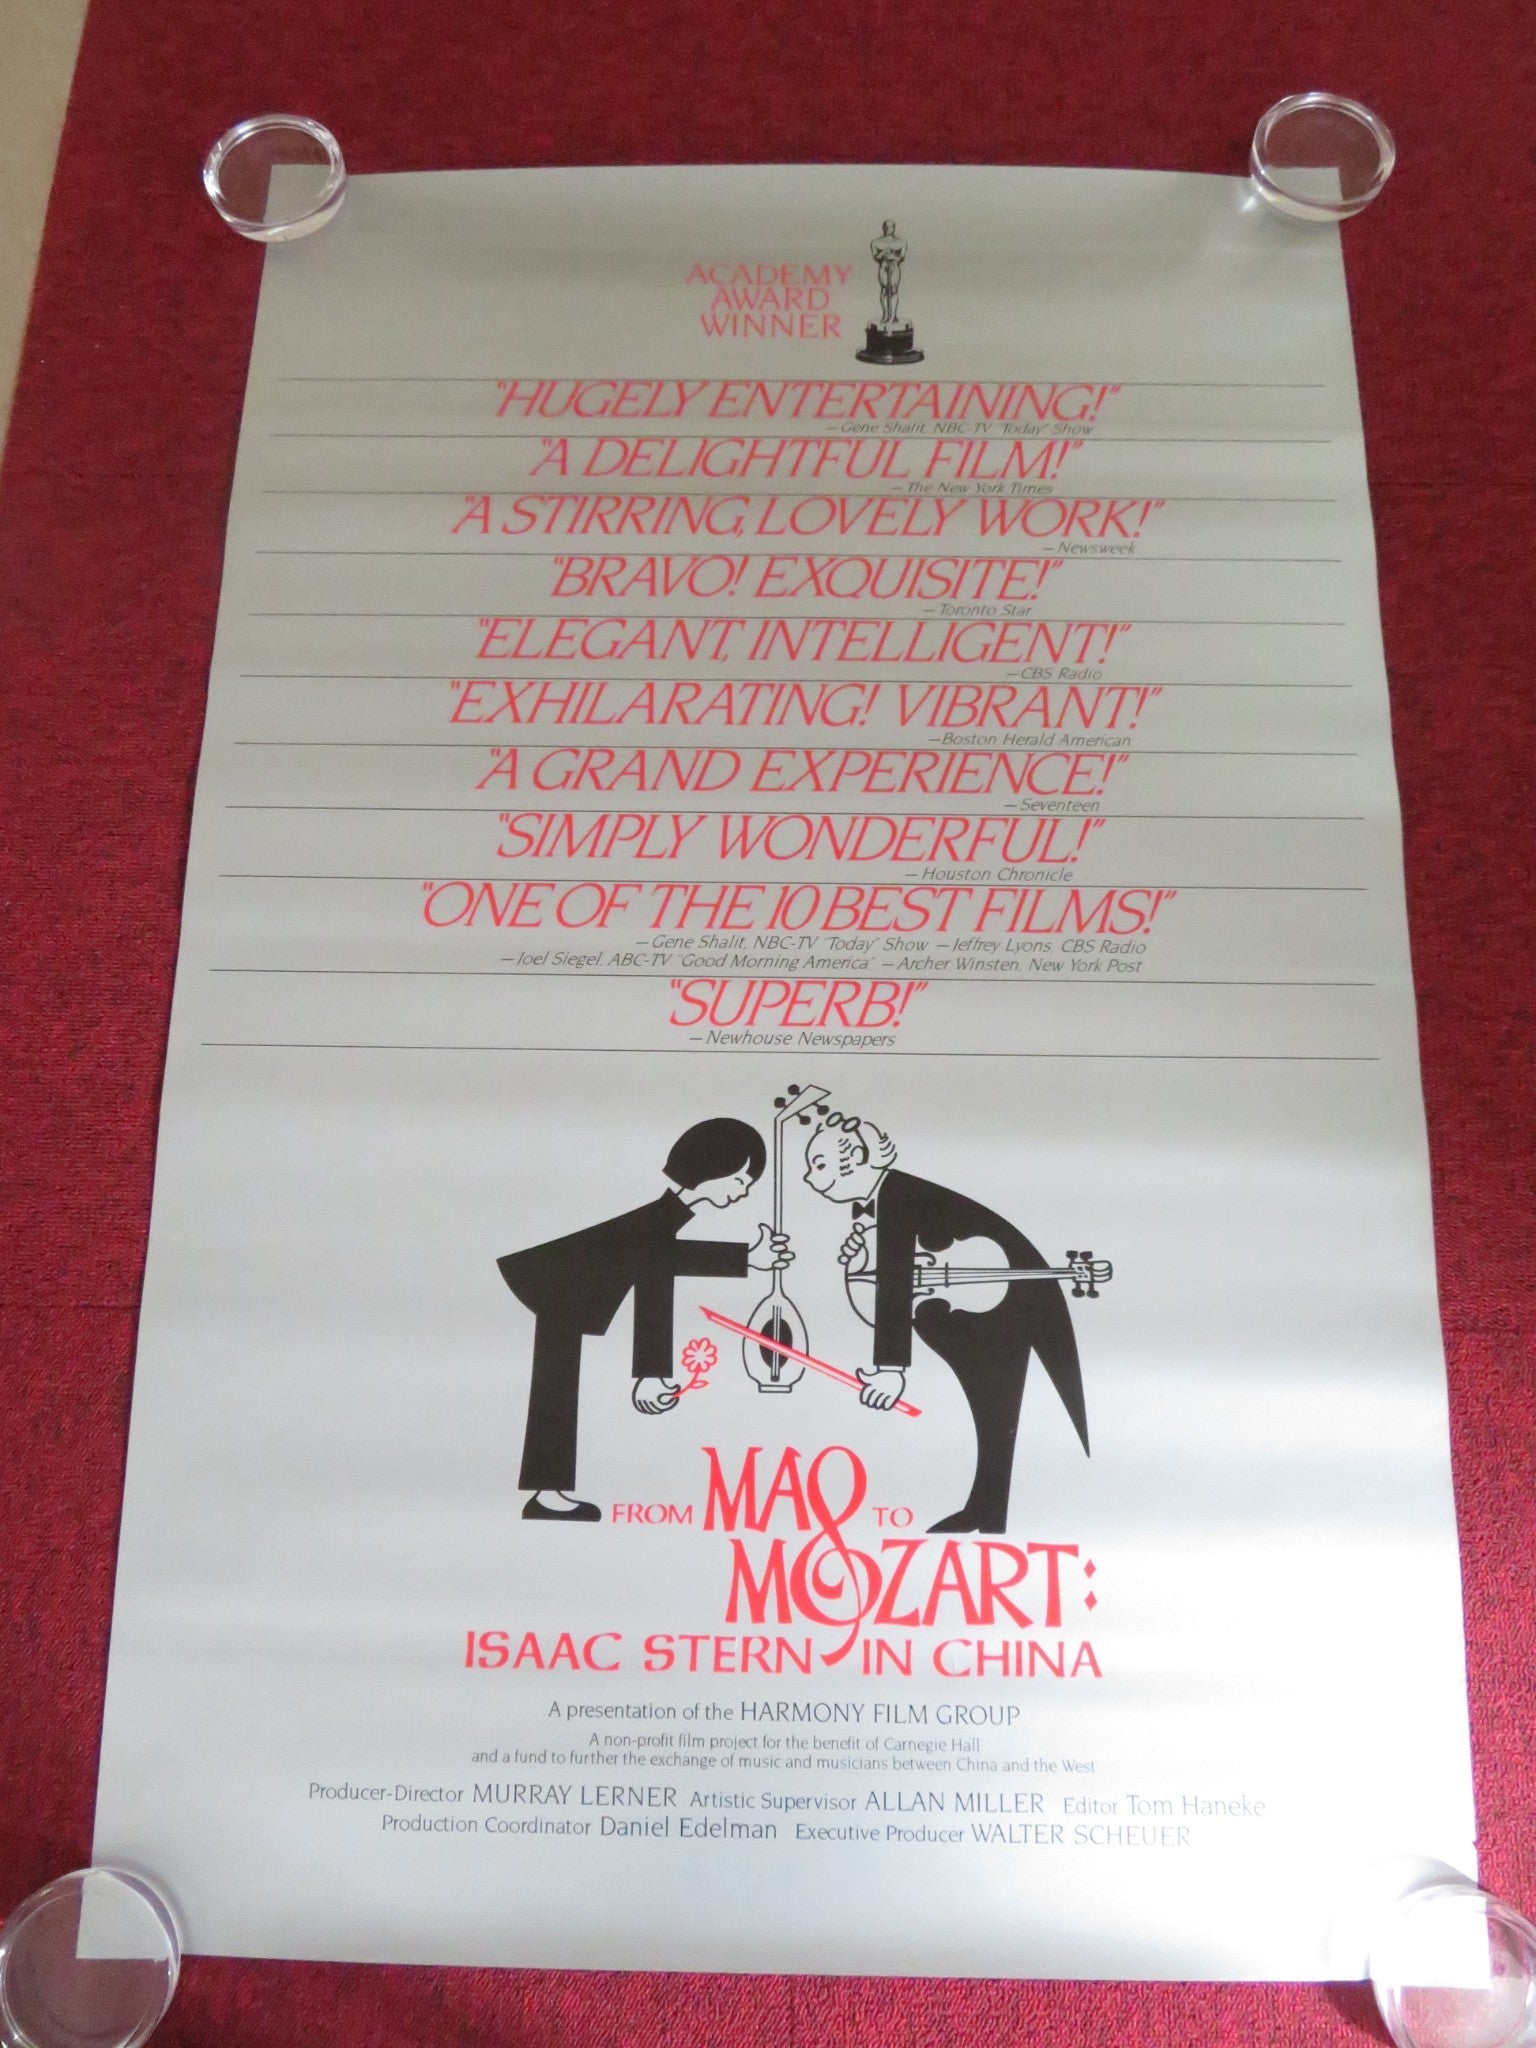 ACADEMY
AWARD
WINNER
"HUGELY ENTERTAINING!"
—Gene Shalit, NBC-TV "Today" Show
"A DELIGHTFUL FILM!"
—The New York Times
"A STIRRING, LOVELY WORK!"
—Newsweek
"BRAVO! EXQUISITE!"
—Toronto Star
"ELEGANT, INTELLIGENT!"
—CBS Radio
"EXHILARATING! VIBRANT!"
—Boston Herald American
"A GRAND EXPERIENCE!"
—Seventeen
"SIMPLY WONDERFUL!"
—Houston Chronicle
"ONE OF THE 10 BEST FILMS!"
—Gene Shalit, NBC-TV "Today" Show —Jeffrey Lyons, CBS Radio
—Joel Siegel, ABC-TV "Good Morning America" —Archer Winsten, New York Post
"SUPERB!"
—Newhouse Newspapers
FROM MAO TO
MOZART:
ISAAC STERN IN CHINA
A presentation of the HARMONY FILM GROUP
A non-profit film project for the benefit of Carnegie Hall
and a fund to further the exchange of music and musicians between China and the West
Producer-Director MURRAY LERNER Artistic Supervisor ALLAN MILLER Editor Tom Haneke
Production Coordinator Daniel Edelman Executive Producer WALTER SCHEUER